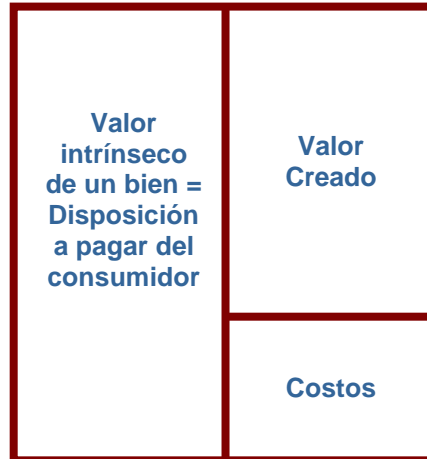 Valor
intrínseco
de un bien =
Disposición
a pagar del
consumidor
Valor
Creado
Costos